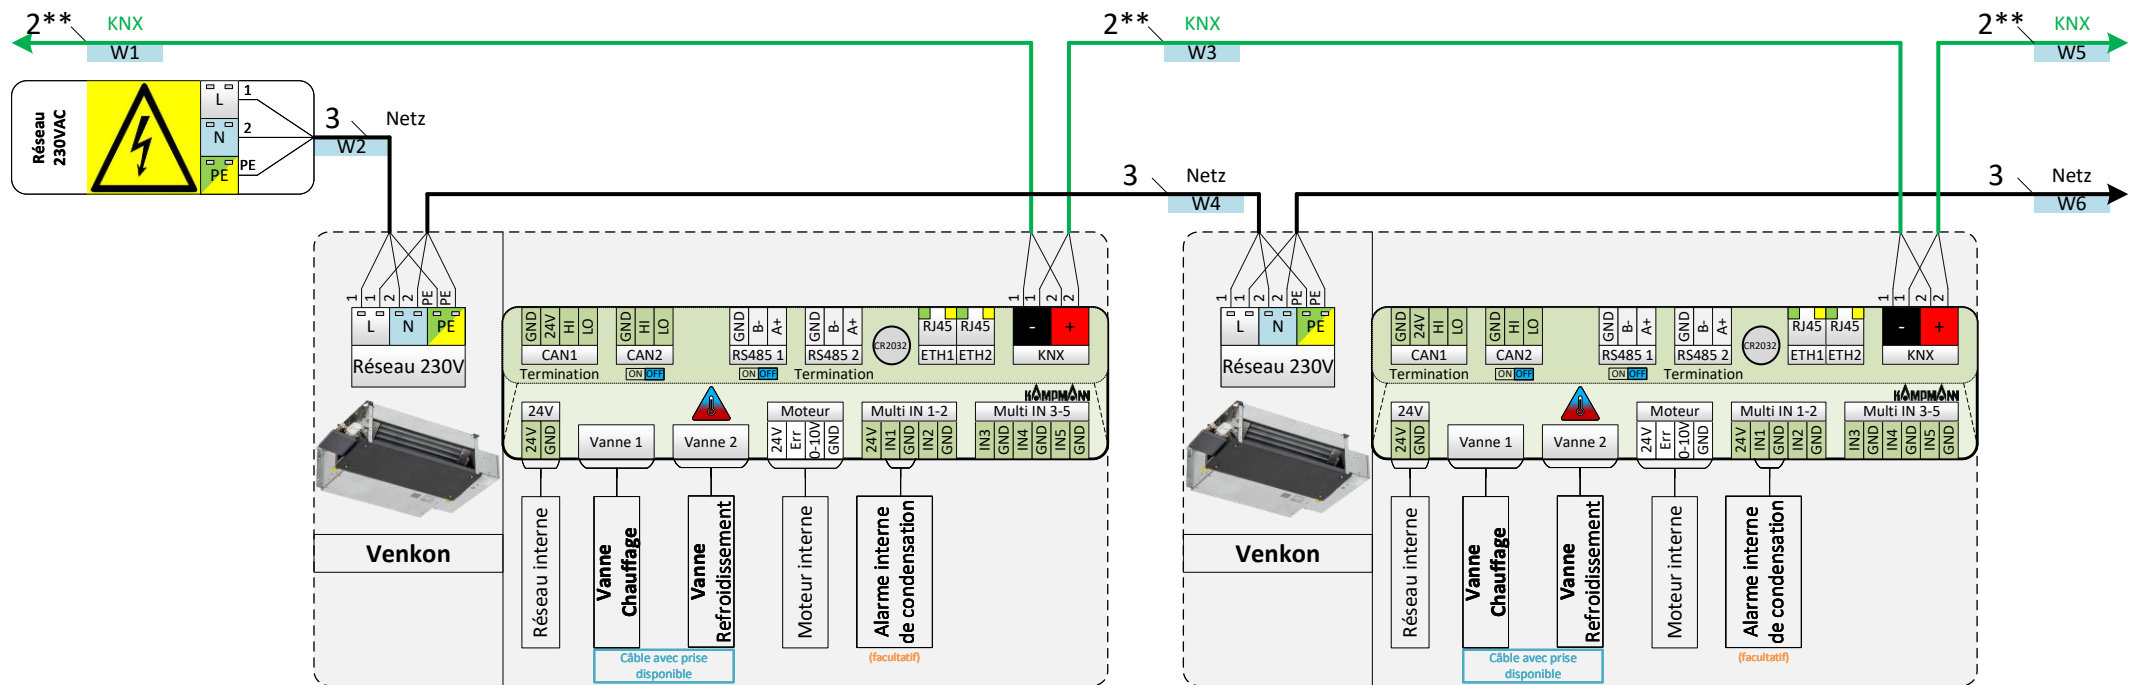 2** KNX
W1
2** KNX
W3
2** KNX
W5
Réseau
230VAC
L 1
N 2
PE PE
3 Netz
W2
3 Netz
W4
3 Netz
W6
1 1 2 2 PE PE
L N PE
Réseau 230V
Venkon
1 1 2 2
GND 24V HI LO
CAN1
GND HI LO
CAN2
GND B- A+
RS485 1
GND B- A+
RS485 2
CR2032
RJ45 RJ45
ETH1 ETH2
- +
KNX
Termination
ON OFF
ON OFF
Termination
KAMPMANN
24V
24V GND
Vanne 1
Vanne 2
Moteur
24V Err 0-10V GND
Multi IN 1-2
24V IN1 GND IN2 GND
Multi IN 3-5
IN3 GND IN4 GND IN5 GND
Réseau interne
Vanne
Chauffage
Vanne
Refroidissement
Moteur interne
Alarme interne
de condensation
Câble avec prise
disponible
(facultatif)
1 1 2 2 PE PE
L N PE
Réseau 230V
Venkon
1 1 2 2
GND 24V HI LO
CAN1
GND HI LO
CAN2
GND B- A+
RS485 1
GND B- A+
RS485 2
CR2032
RJ45 RJ45
ETH1 ETH2
- +
KNX
Termination
ON OFF
ON OFF
Termination
KAMPMANN
24V
24V GND
Vanne 1
Vanne 2
Moteur
24V Err 0-10V GND
Multi IN 1-2
24V IN1 GND IN2 GND
Multi IN 3-5
IN3 GND IN4 GND IN5 GND
Réseau interne
Vanne
Chauffage
Vanne
Refroidissement
Moteur interne
Alarme interne
de condensation
Câble avec prise
disponible
(facultatif)